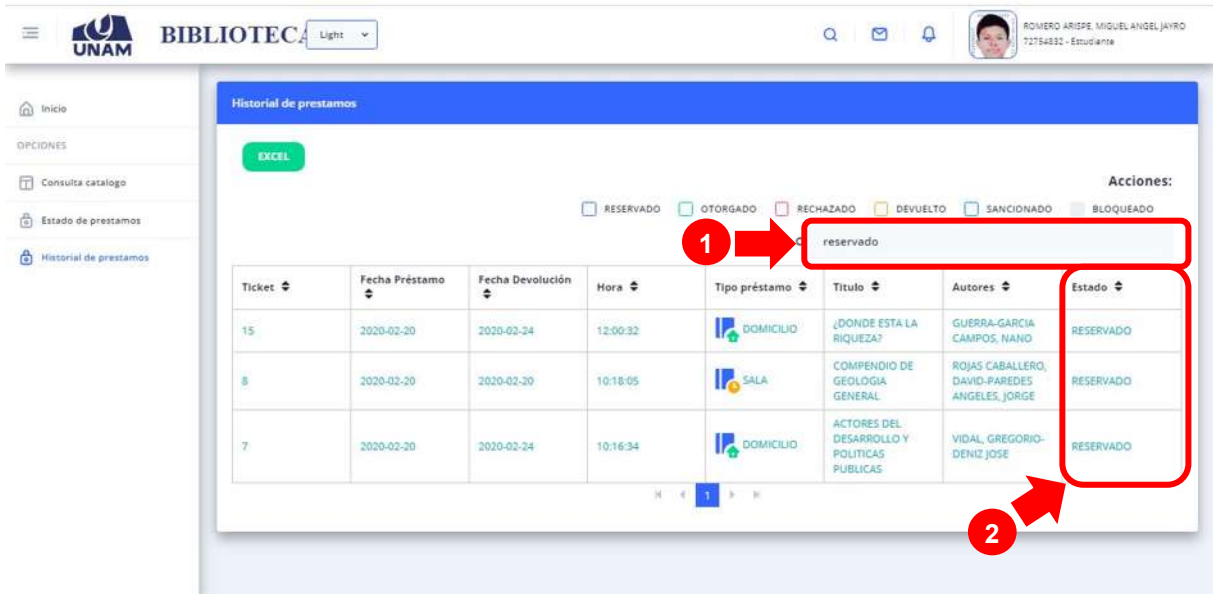 UNAM
BIBLIOTECA
Light
ROMERO ARISPE, MIGUEL ANGEL JAYRO
72754832 - Estudiante
Inicio
OPCIONES
Consulta catalogo
Estado de prestamos
Historial de prestamos
Historial de prestamos
EXCEL
Acciones:
RESERVADO OTORGADO RECHAZADO DEVUELTO SANCIONADO BLOQUEADO
1
reservado
Ticket Fecha Préstamo Fecha Devolución Hora Tipo préstamo Titulo Autores Estado
15 2020-02-20 2020-02-24 12:00:32 DOMICILIO ¿DONDE ESTA LA RIQUEZA? GUERRA-GARCIA CAMPOS, NANO RESERVADO
8 2020-02-20 2020-02-20 10:18:05 SALA COMPENDIO DE GEOLOGIA GENERAL ROJAS CABALLERO, DAVID-PAREDES ANGELES, JORGE RESERVADO
7 2020-02-20 2020-02-24 10:16:34 DOMICILIO ACTORES DEL DESARROLLO Y POLITICAS PUBLICAS VIDAL, GREGORIO-DENIZ JOSE RESERVADO
1
2